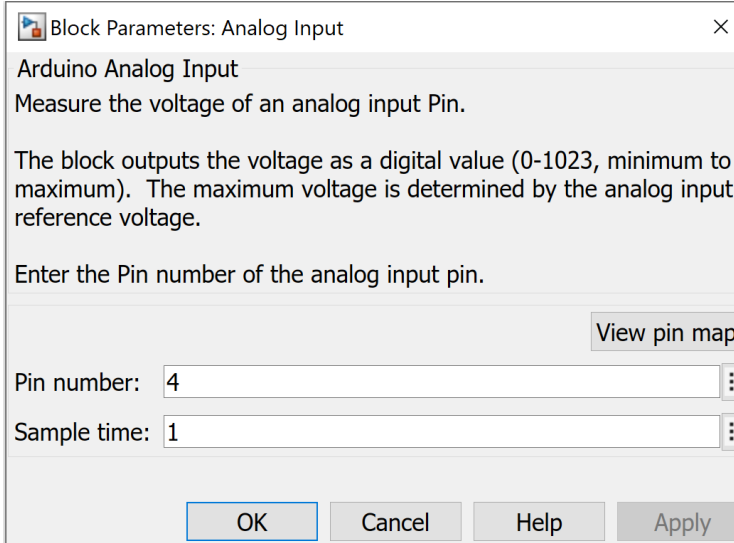 Block Parameters: Analog Input
Arduino Analog Input
Measure the voltage of an analog input Pin.
The block outputs the voltage as a digital value (0-1023, minimum to
maximum).  The maximum voltage is determined by the analog input
reference voltage.
Enter the Pin number of the analog input pin.
View pin map
Pin number: 4
Sample time: 1
OK Cancel Help Apply